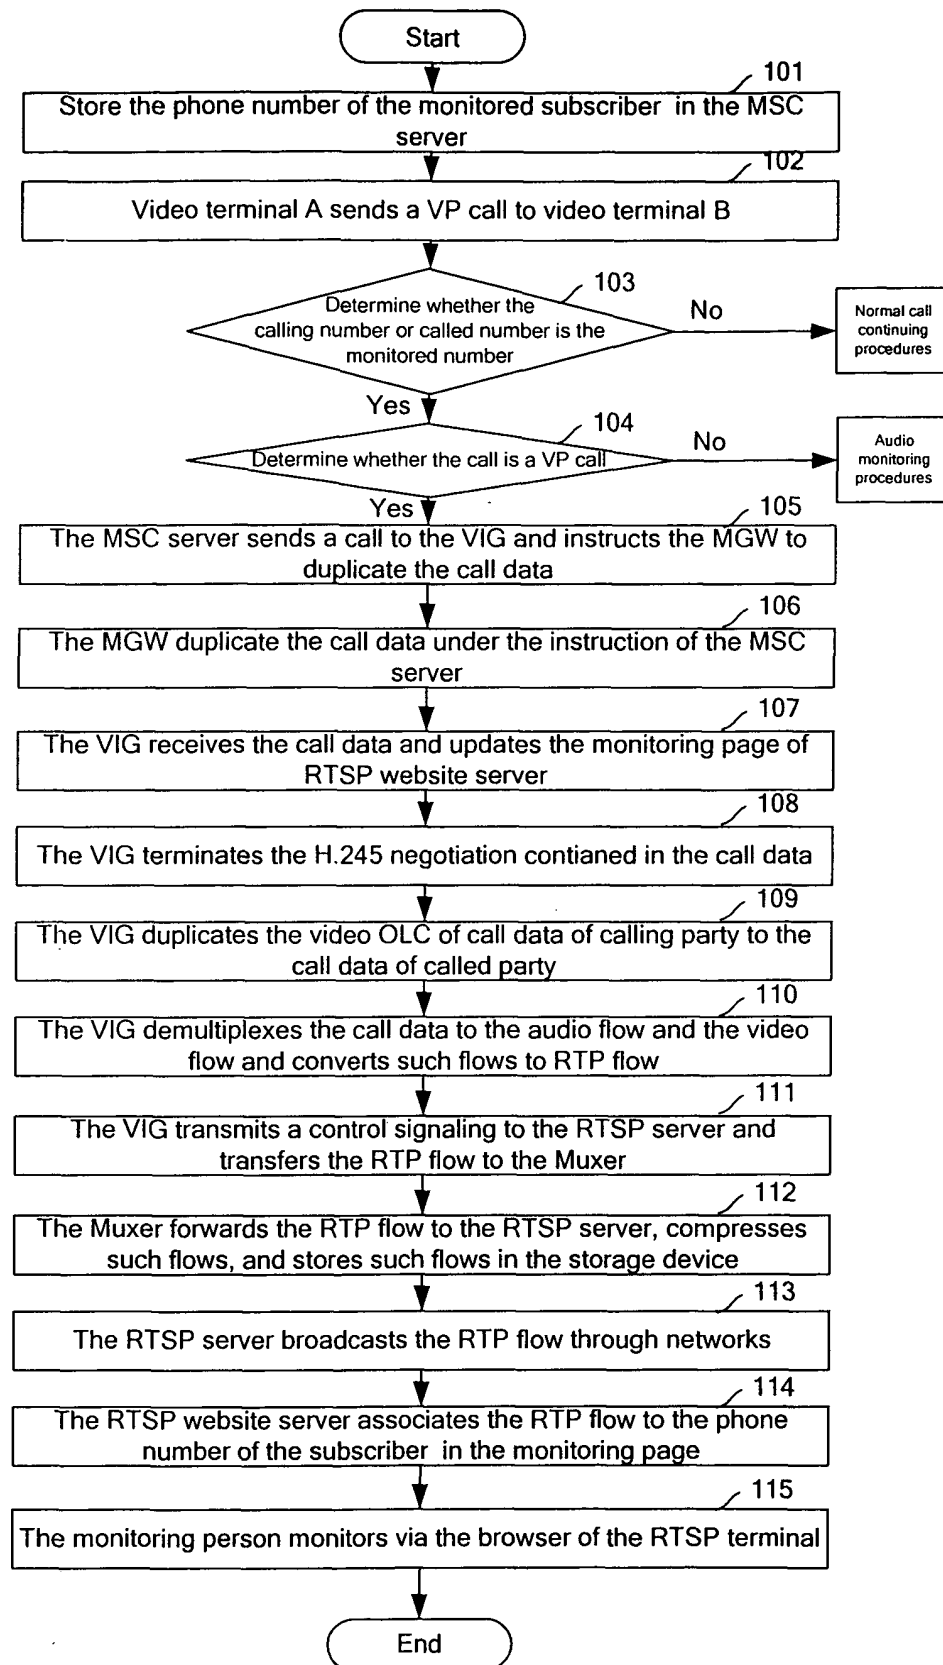 Start
101
Store the phone number of the monitored subscriber in the MSC
server
102
Video terminal A sends a VP call to video terminal B
103
Determine whether the
calling number or called number is the
monitored number
No
Normal call
continuing
procedures
Yes
104
Determine whether the call is a VP call
No
Audio
monitoring
procedures
Yes
105
The MSC server sends a call to the VIG and instructs the MGW to
duplicate the call data
106
The MGW duplicate the call data under the instruction of the MSC
server
107
The VIG receives the call data and updates the monitoring page of
RTSP website server
108
The VIG terminates the H.245 negotiation contianed in the call data
109
The VIG duplicates the video OLC of call data of calling party to the
call data of called party
110
The VIG demultiplexes the call data to the audio flow and the video
flow and converts such flows to RTP flow
111
The VIG transmits a control signaling to the RTSP server and
transfers the RTP flow to the Muxer
112
The Muxer forwards the RTP flow to the RTSP server, compresses
such flows, and stores such flows in the storage device
113
The RTSP server broadcasts the RTP flow through networks
114
The RTSP website server associates the RTP flow to the phone
number of the subscriber in the monitoring page
115
The monitoring person monitors via the browser of the RTSP terminal
End